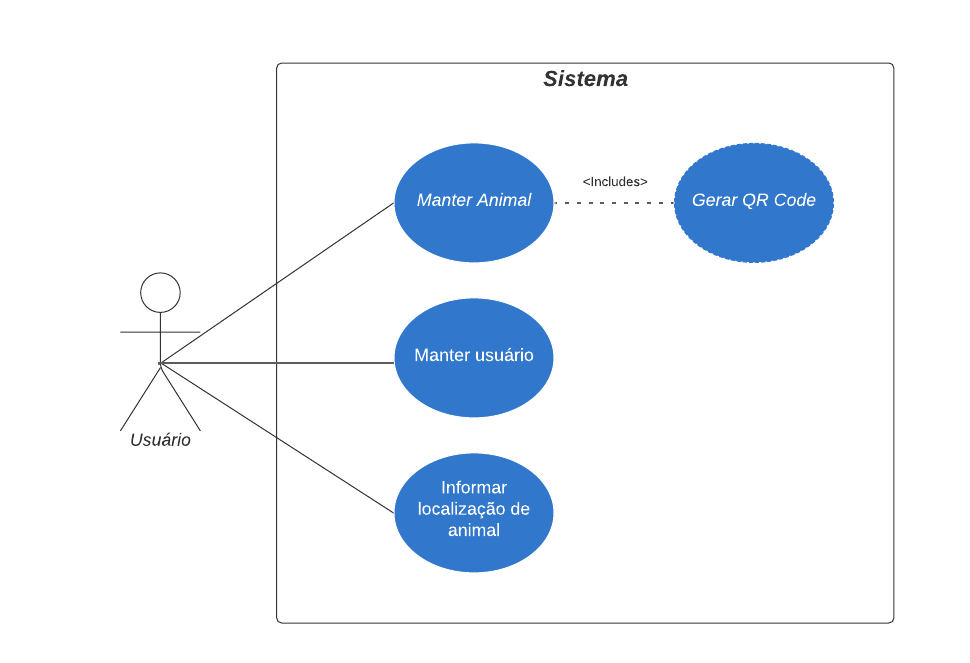 Sistema
Manter Animal
<Includes>
Gerar QR Code
Manter usuário
Usuário
Informar
localização de
animal